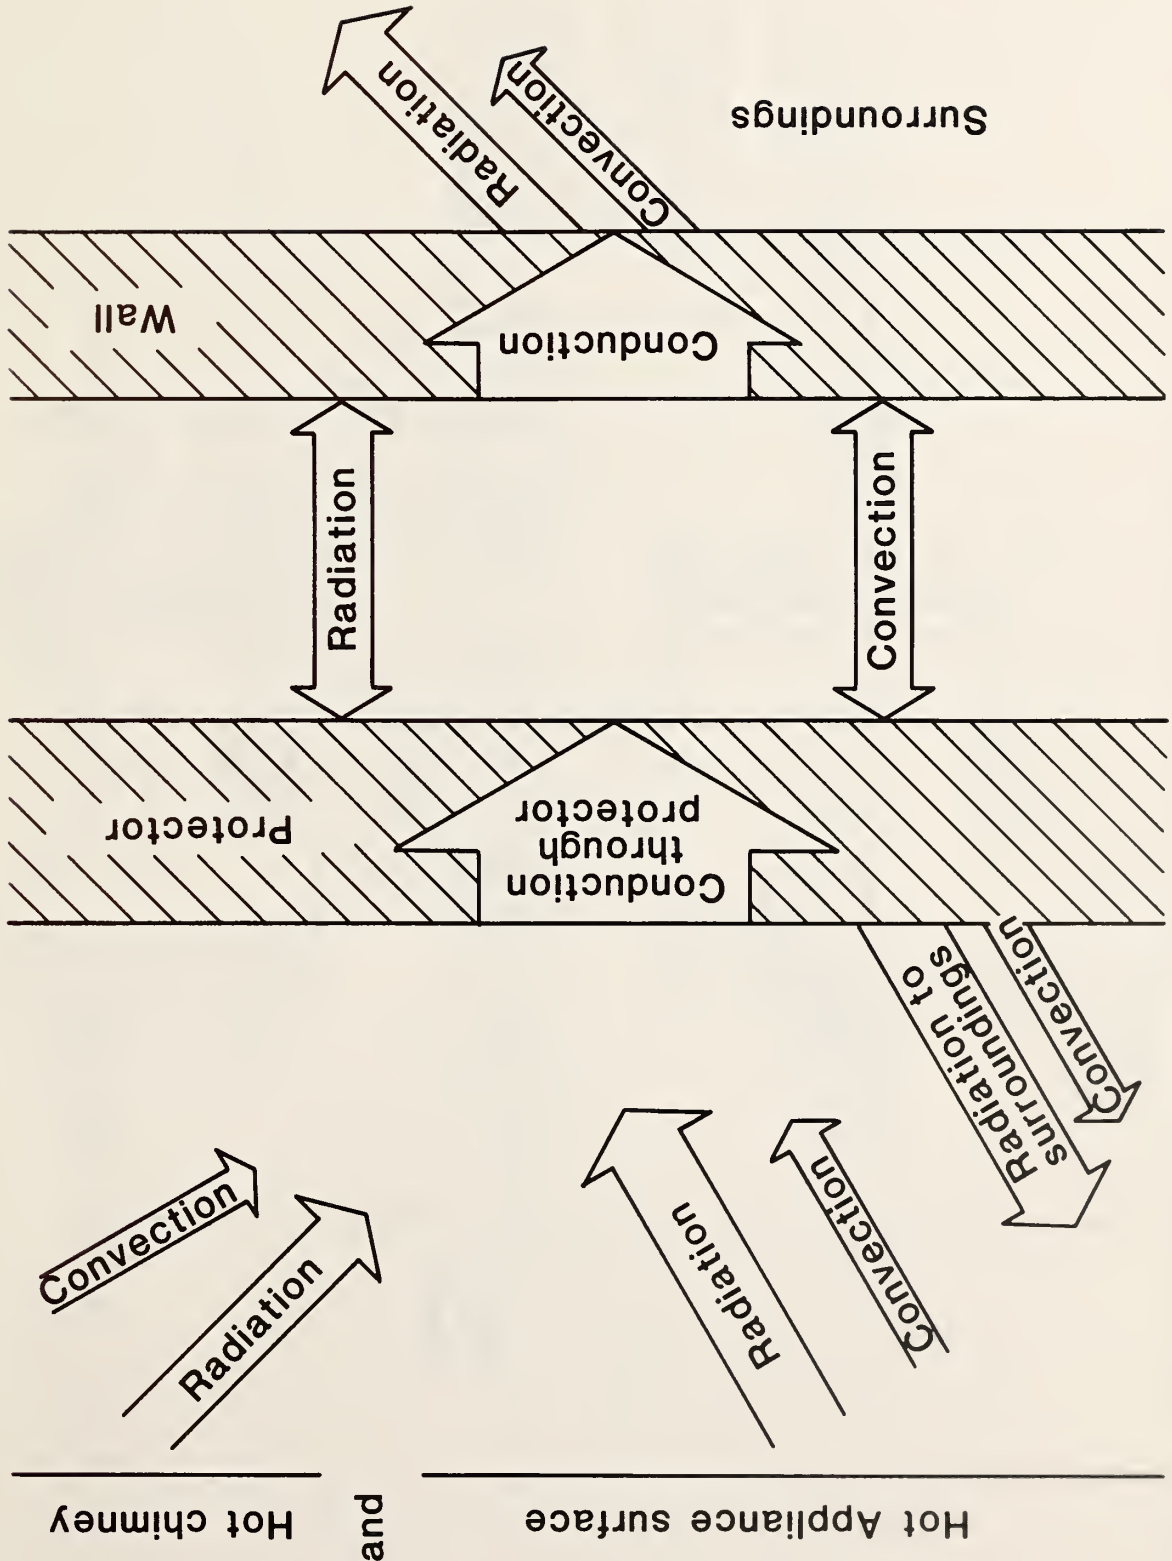 Surroundings
Radiation
Convection
Wall
Conduction
Radiation
Convection
Protector
Conduction
through
protector
Radiation to
surroundings
Convection
Convection
Radiation
Radiation
Convection
Hot chimney
and
Hot Appliance surface